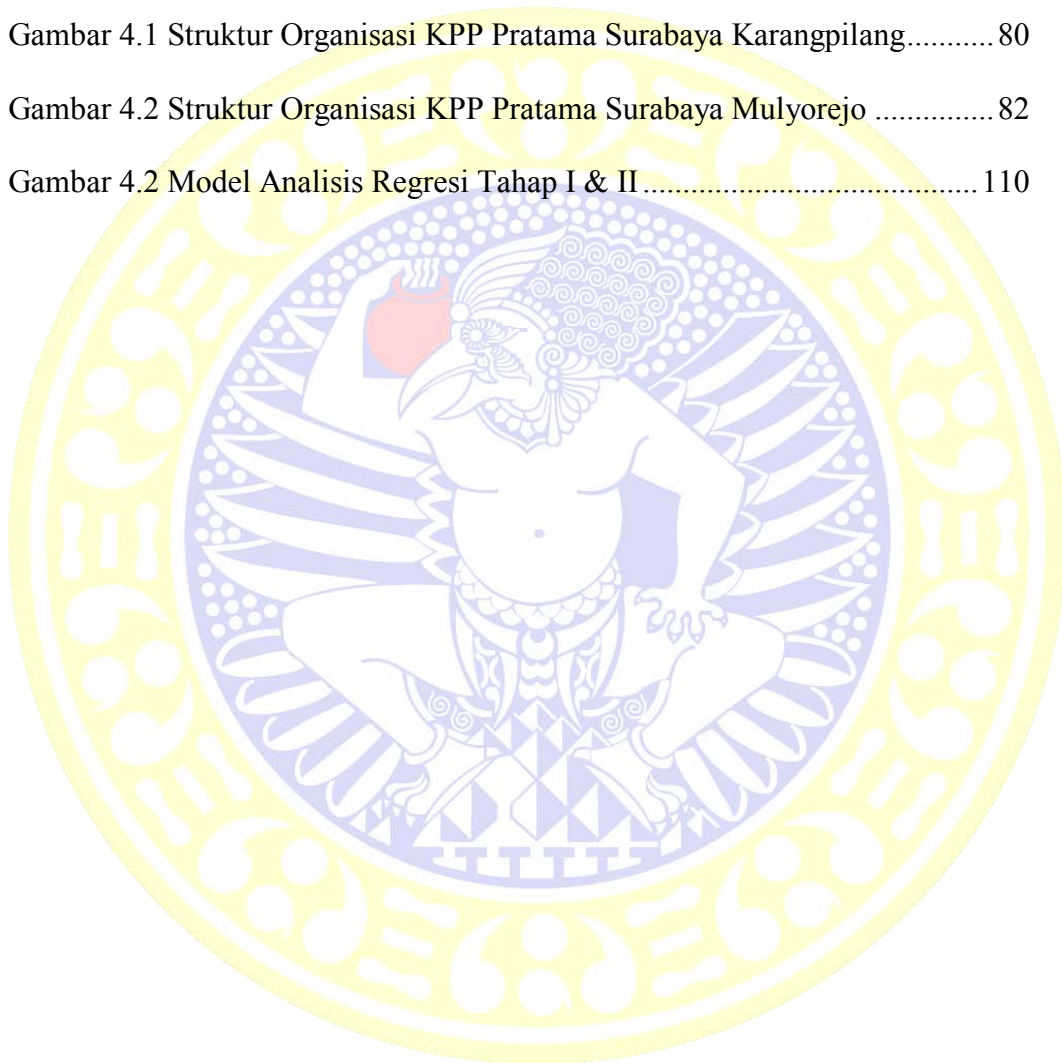 Gambar 4.1 Struktur Organisasi KPP Pratama Surabaya Karangpilang........... 80
Gambar 4.2 Struktur Organisasi KPP Pratama Surabaya Mulyorejo .............. 82
Gambar 4.2 Model Analisis Regresi Tahap I & II ...................................... 110